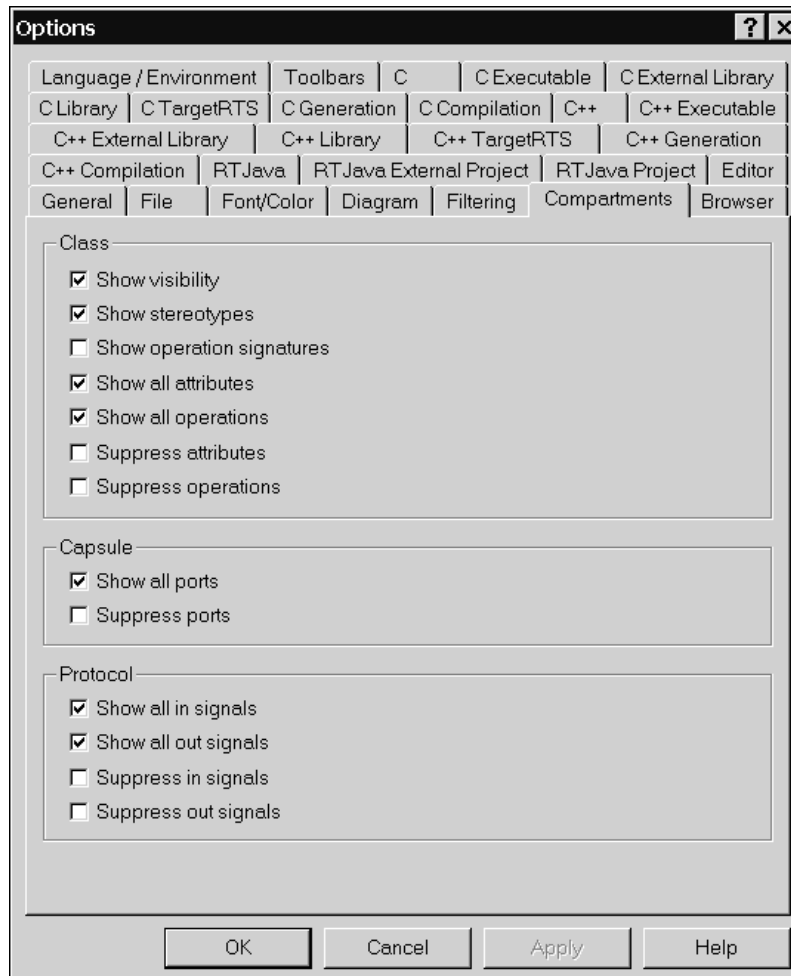 Options
Language / Environment Toolbars C C Executable C External Library
C Library C TargetRTS C Generation C Compilation C++ C++ Executable
C++ External Library C++ Library C++ TargetRTS C++ Generation
C++ Compilation RTJava RTJava External Project RTJava Project Editor
General File Font/Color Diagram Filtering Compartments Browser
Class
Show visibility
Show stereotypes
Show operation signatures
Show all attributes
Show all operations
Suppress attributes
Suppress operations
Capsule
Show all ports
Suppress ports
Protocol
Show all in signals
Show all out signals
Suppress in signals
Suppress out signals
OK Cancel Apply Help